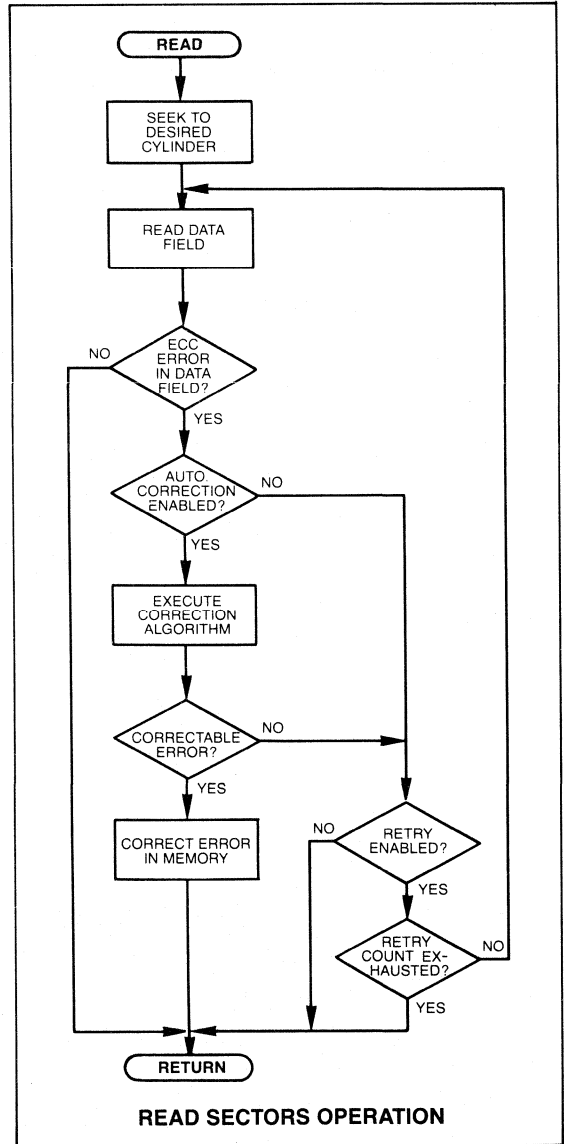 READ
SEEK TO
DESIRED
CYLINDER
READ DATA
FIELD
ECC
ERROR
IN DATA
FIELD?
NO
YES
AUTO.
CORRECTION
ENABLED?
NO
YES
EXECUTE
CORRECTION
ALGORITHM
CORRECTABLE
ERROR?
NO
YES
CORRECT ERROR
IN MEMORY
RETRY
ENABLED?
NO
YES
RETRY
COUNT EX-
HAUSTED?
NO
YES
RETURN
READ SECTORS OPERATION